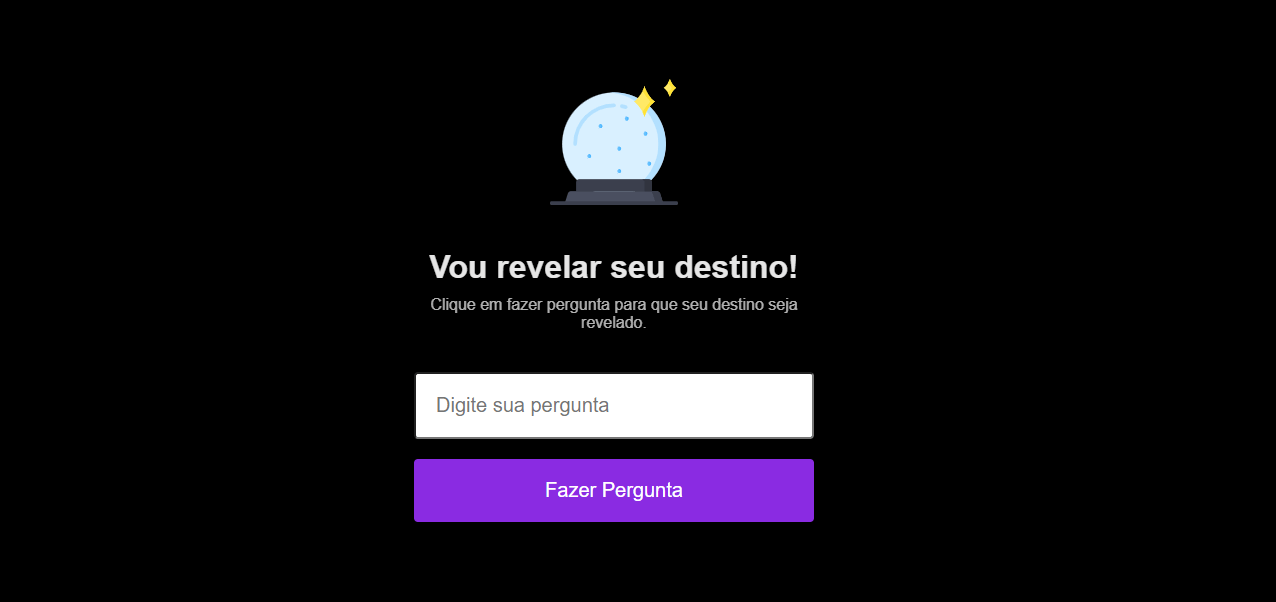 Vou revelar seu destino!
Clique em fazer pergunta para que seu destino seja
revelado.
Digite sua pergunta
Fazer Pergunta